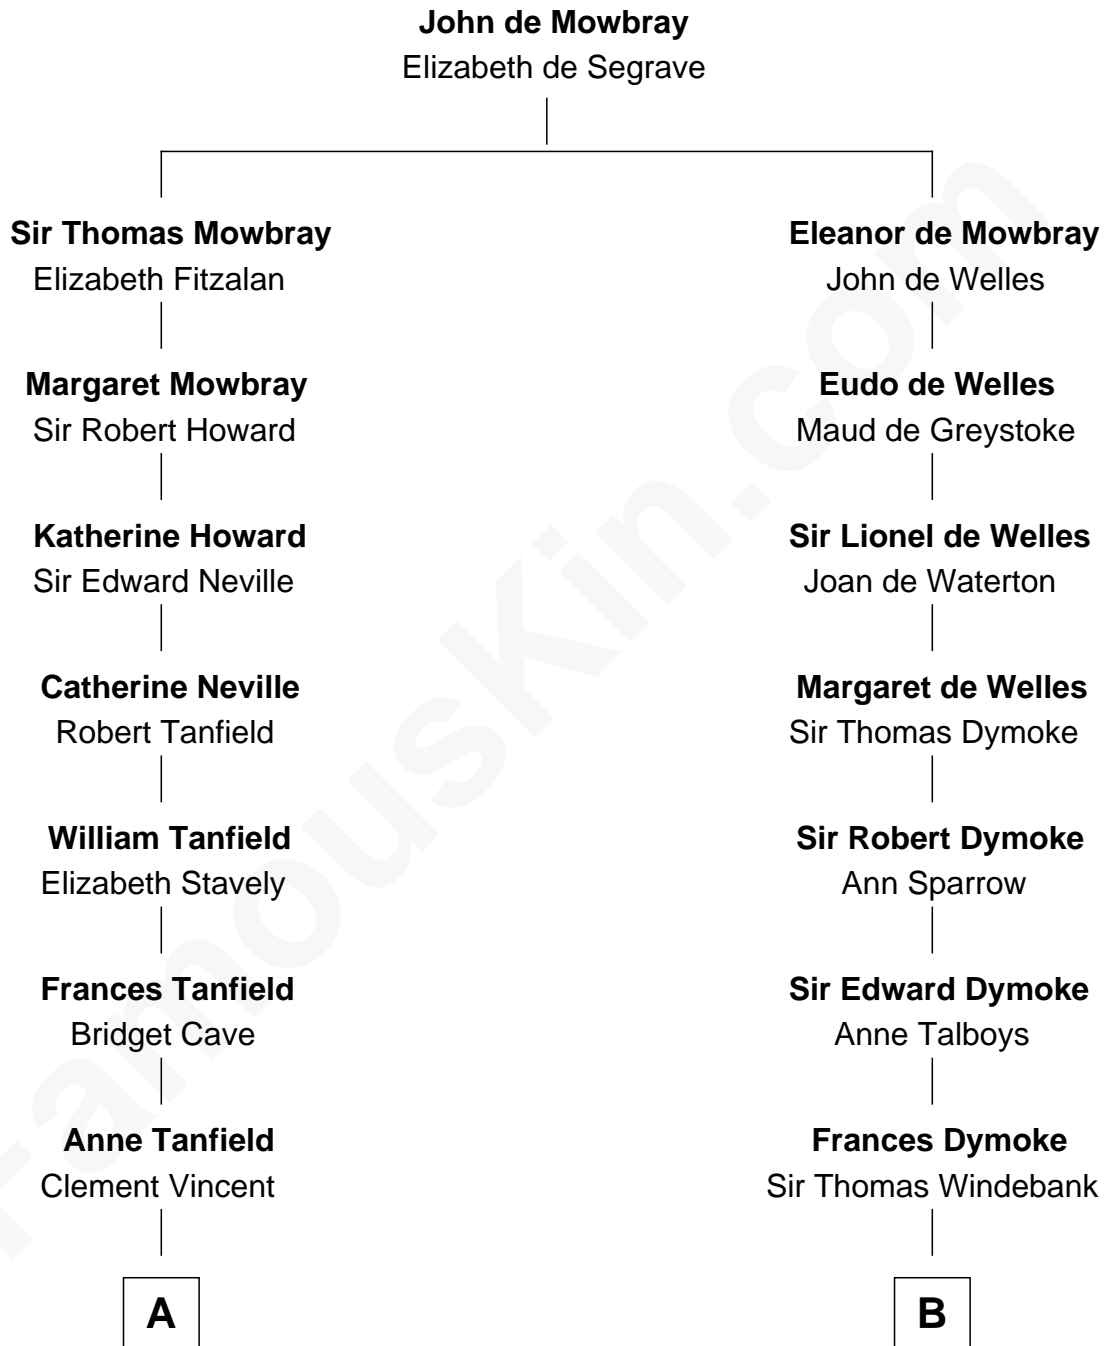 John de Mowbray
Elizabeth de Segrave
Sir Thomas Mowbray
Elizabeth Fitzalan
Margaret Mowbray
Sir Robert Howard
Katherine Howard
Sir Edward Neville
Catherine Neville
Robert Tanfield
William Tanfield
Elizabeth Stavely
Frances Tanfield
Bridget Cave
Anne Tanfield
Clement Vincent
A
Eleanor de Mowbray
John de Welles
Eudo de Welles
Maud de Greystoke
Sir Lionel de Welles
Joan de Waterton
Margaret de Welles
Sir Thomas Dymoke
Sir Robert Dymoke
Ann Sparrow
Sir Edward Dymoke
Anne Talboys
Frances Dymoke
Sir Thomas Windebank
B
FamousKin.com